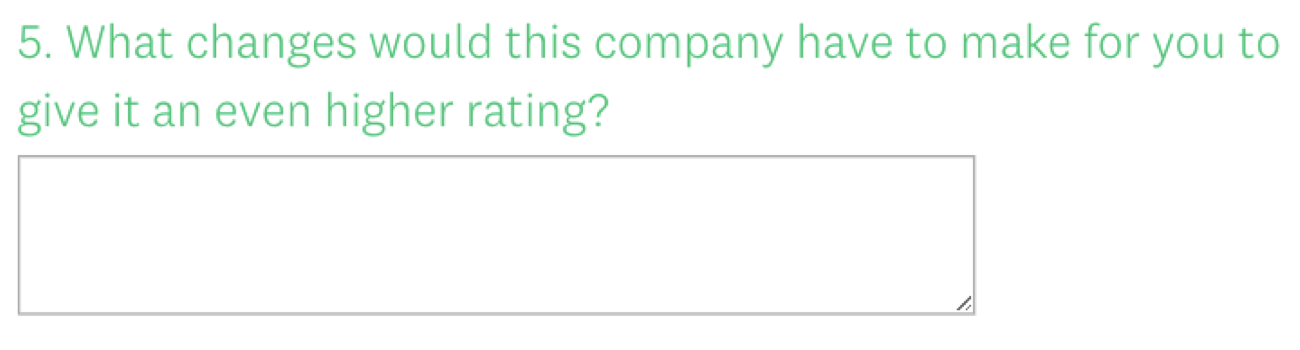 5. What changes would this company have to make for you to
give it an even higher rating?